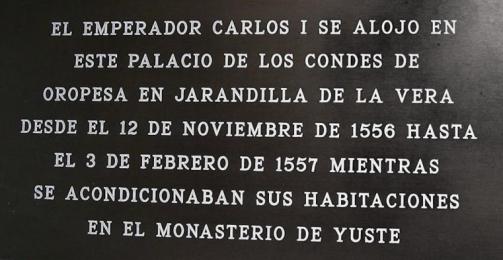 EL EMPERADOR CARLOS I SE ALOJO EN
ESTE PALACIO DE LOS CONDES DE
OROPESA EN JARANDILLA DE LA VERA
DESDE EL 12 DE NOVIEMBRE DE 1556 HASTA
EL 3 DE FEBRERO DE 1557 MIENTRAS
SE ACONDICIONABAN SUS HABITACIONES
EN EL MONASTERIO DE YUSTE